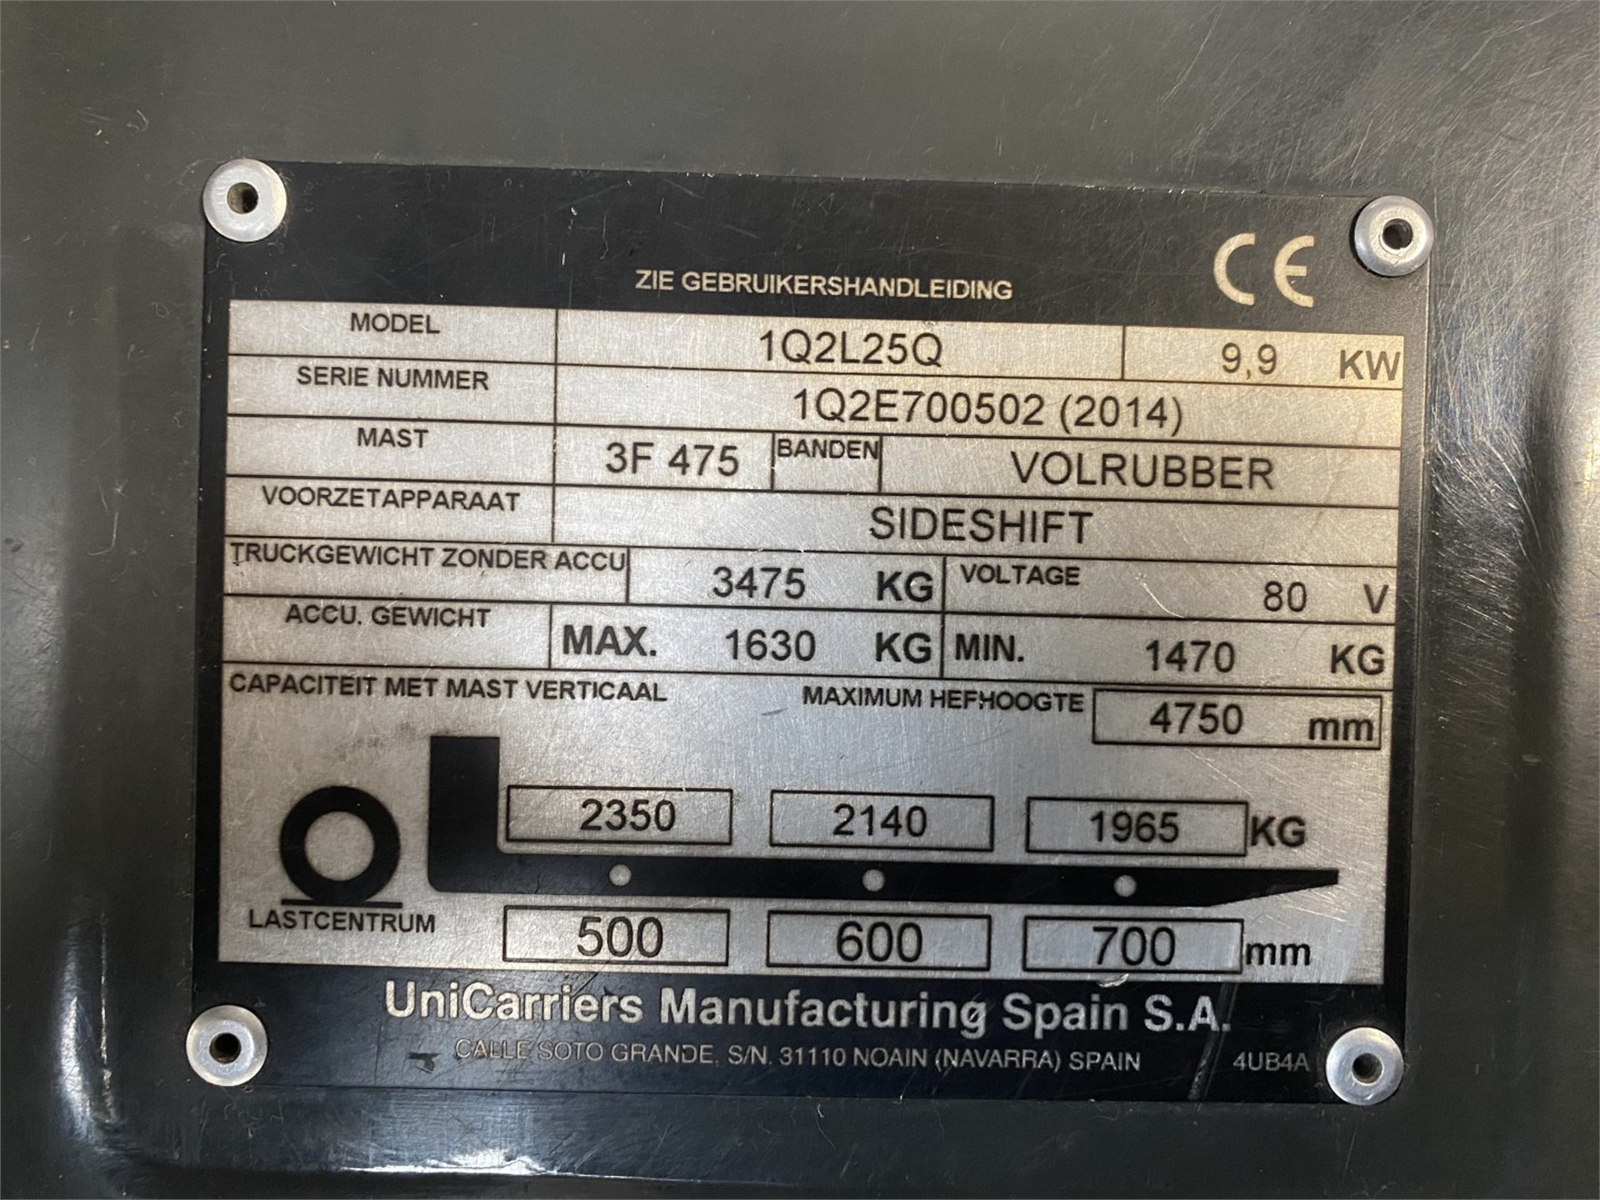 CE
ZIE GEBRUIKERSHANDLEIDING
MODEL 1Q2L25Q 9,9 KW
SERIE NUMMER 1Q2E700502 (2014)
MAST 3F 475 BANDEN VOLRUBBER
VOORZETAPPARAAT SIDESHIFT
TRUCKGEWICHT ZONDER ACCU 3475 KG VOLTAGE 80 V
ACCU. GEWICHT MAX. 1630 KG MIN. 1470 KG
CAPACITEIT MET MAST VERTICAAL MAXIMUM HEFHOOGTE 4750 mm
2350 2140 1965 KG
LASTCENTRUM 500 600 700 mm
UniCarriers Manufacturing Spain S.A.
CALLE SOTO GRANDE, S/N. 31110 NOAIN (NAVARRA) SPAIN 4UB4A